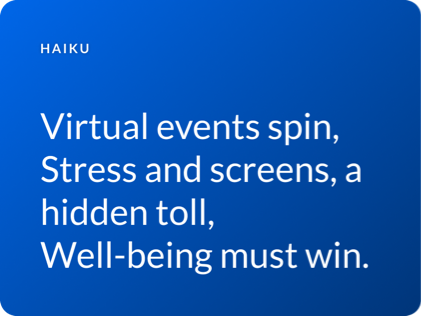 HAIKU
Virtual events spin,
Stress and screens, a
hidden toll,
Well-being must win.